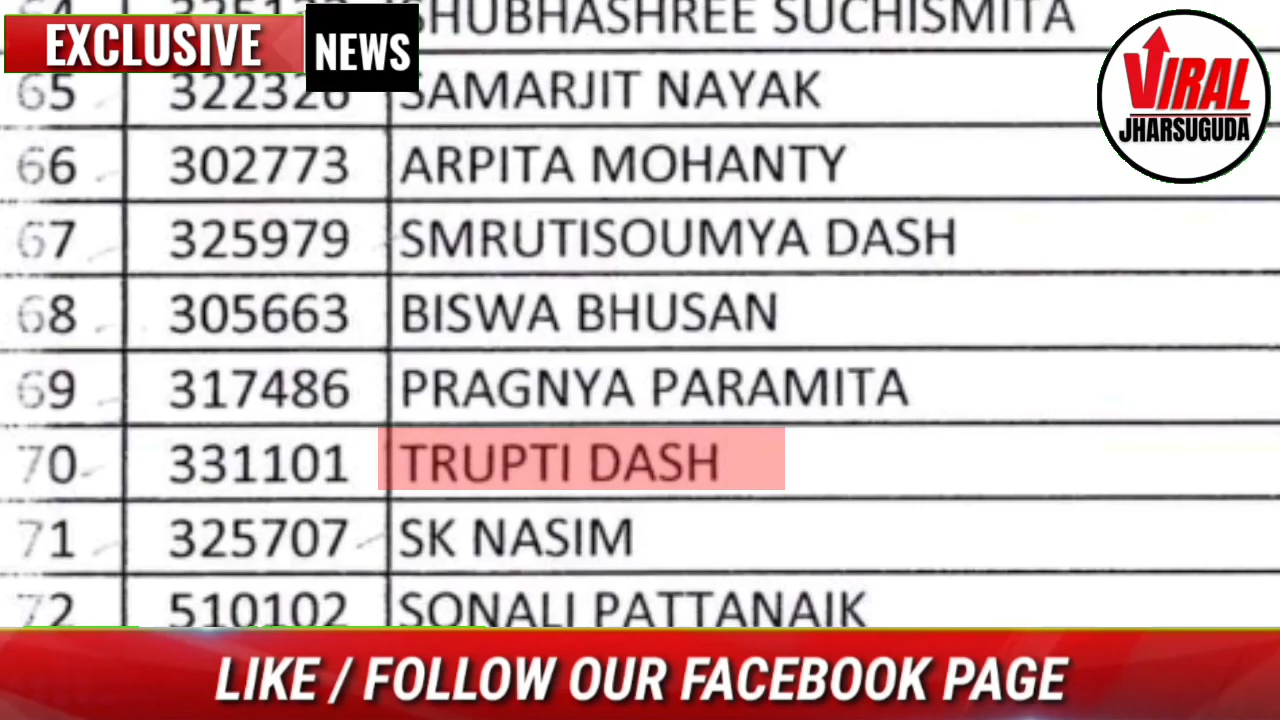 EXCLUSIVE NEWS
SHUBHASHREE SUCHISMITA
65 322326 SAMARJIT NAYAK
66 302773 ARPITA MOHANTY
67 325979 SMRUTISOUMYA DASH
68 305663 BISWA BHUSAN
69 317486 PRAGNYA PARAMITA
70 331101 TRUPTI DASH
71 325707 SK NASIM
72 510102 SONALI PATTANAIK
VIRAL
JHARSUGUDA
LIKE / FOLLOW OUR FACEBOOK PAGE